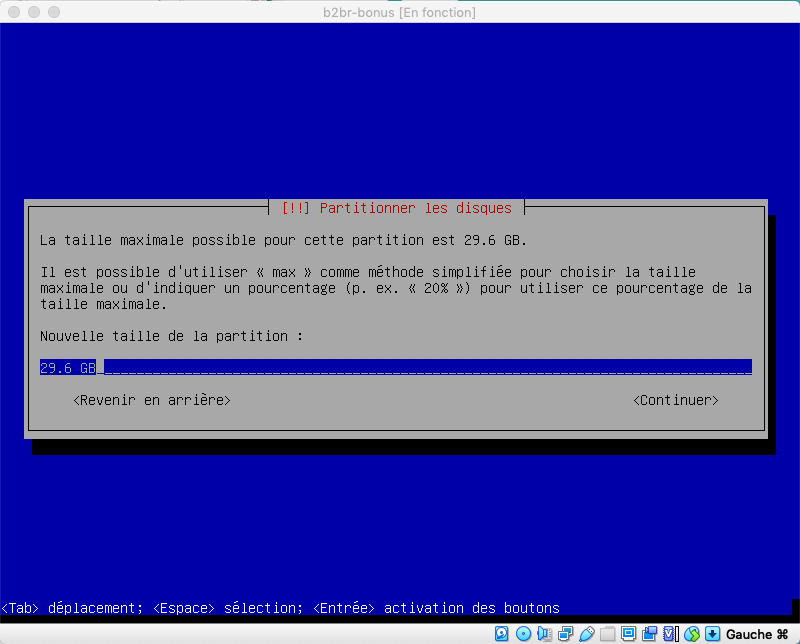 b2br-bonus [En fonction]
[!!] Partitionner les disques
La taille maximale possible pour cette partition est 29.6 GB.
Il est possible d'utiliser « max » comme méthode simplifiée pour choisir la taille
maximale ou d'indiquer un pourcentage (p. ex. « 20% ») pour utiliser ce pourcentage de la
taille maximale.
Nouvelle taille de la partition :
29.6 GB
<Revenir en arrière> <Continuer>
<Tab> déplacement; <Espace> sélection; <Entrée> activation des boutons
Gauche ⌘